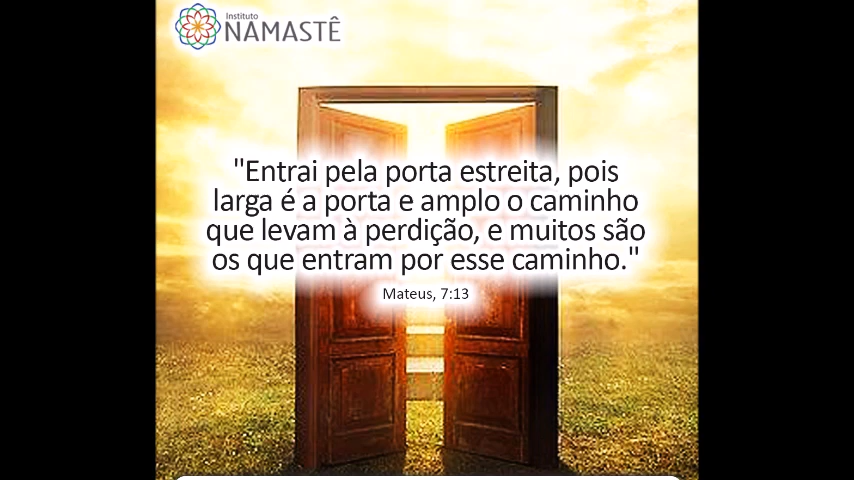 Instituto
NAMASTÊ
"Entrai pela porta estreita, pois
larga é a porta e amplo o caminho
que levam à perdição, e muitos são
os que entram por esse caminho."
Mateus, 7:13